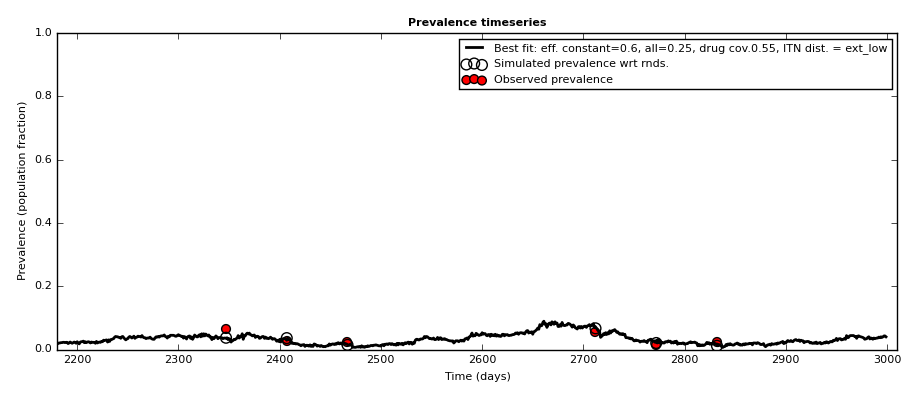 Prevalence timeseries
1.0
0.8
0.6
0.4
0.2
0.0
Prevalence (population fraction)
Best fit: eff. constant=0.6, all=0.25, drug cov.0.55, ITN dist. = ext_low
Simulated prevalence wrt rnds.
Observed prevalence
2200 2300 2400 2500 2600 2700 2800 2900 3000
Time (days)